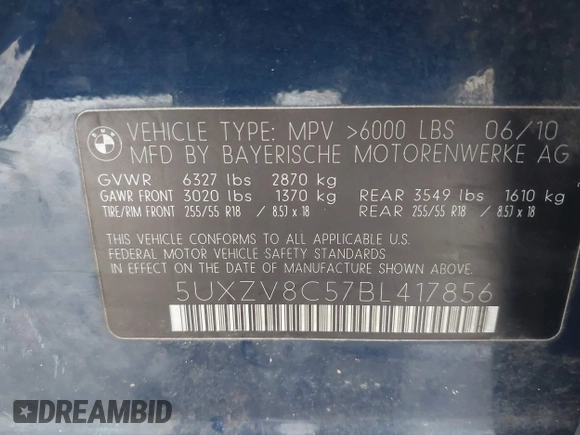 BMW
VEHICLE TYPE: MPV >6000 LBS 06/10
MFD BY BAYERISCHE MOTORENWERKE AG
GVWR 6327 lbs 2870 kg
GAWR FRONT 3020 lbs 1370 kg REAR 3549 lbs 1610 kg
TIRE/RIM FRONT 255/55 R18 / 8.5J x 18 REAR 255/55 R18 / 8.5J x 18
THIS VEHICLE CONFORMS TO ALL APPLICABLE U.S.
FEDERAL MOTOR VEHICLE SAFETY STANDARDS
IN EFFECT ON THE DATE OF MANUFACTURE SHOWN ABOVE.
5UXZV8C57BL417856
DREAMBID